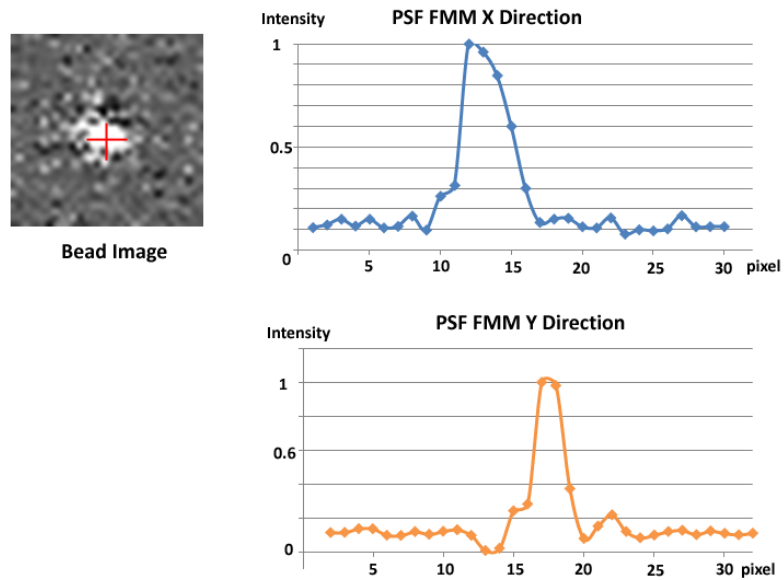 Intensity
PSF FMM X Direction
1
0.5
0
5
10
15
20
25
30
pixel
Bead Image
PSF FMM Y Direction
Intensity
1
0.6
0
5
10
15
20
25
30
pixel